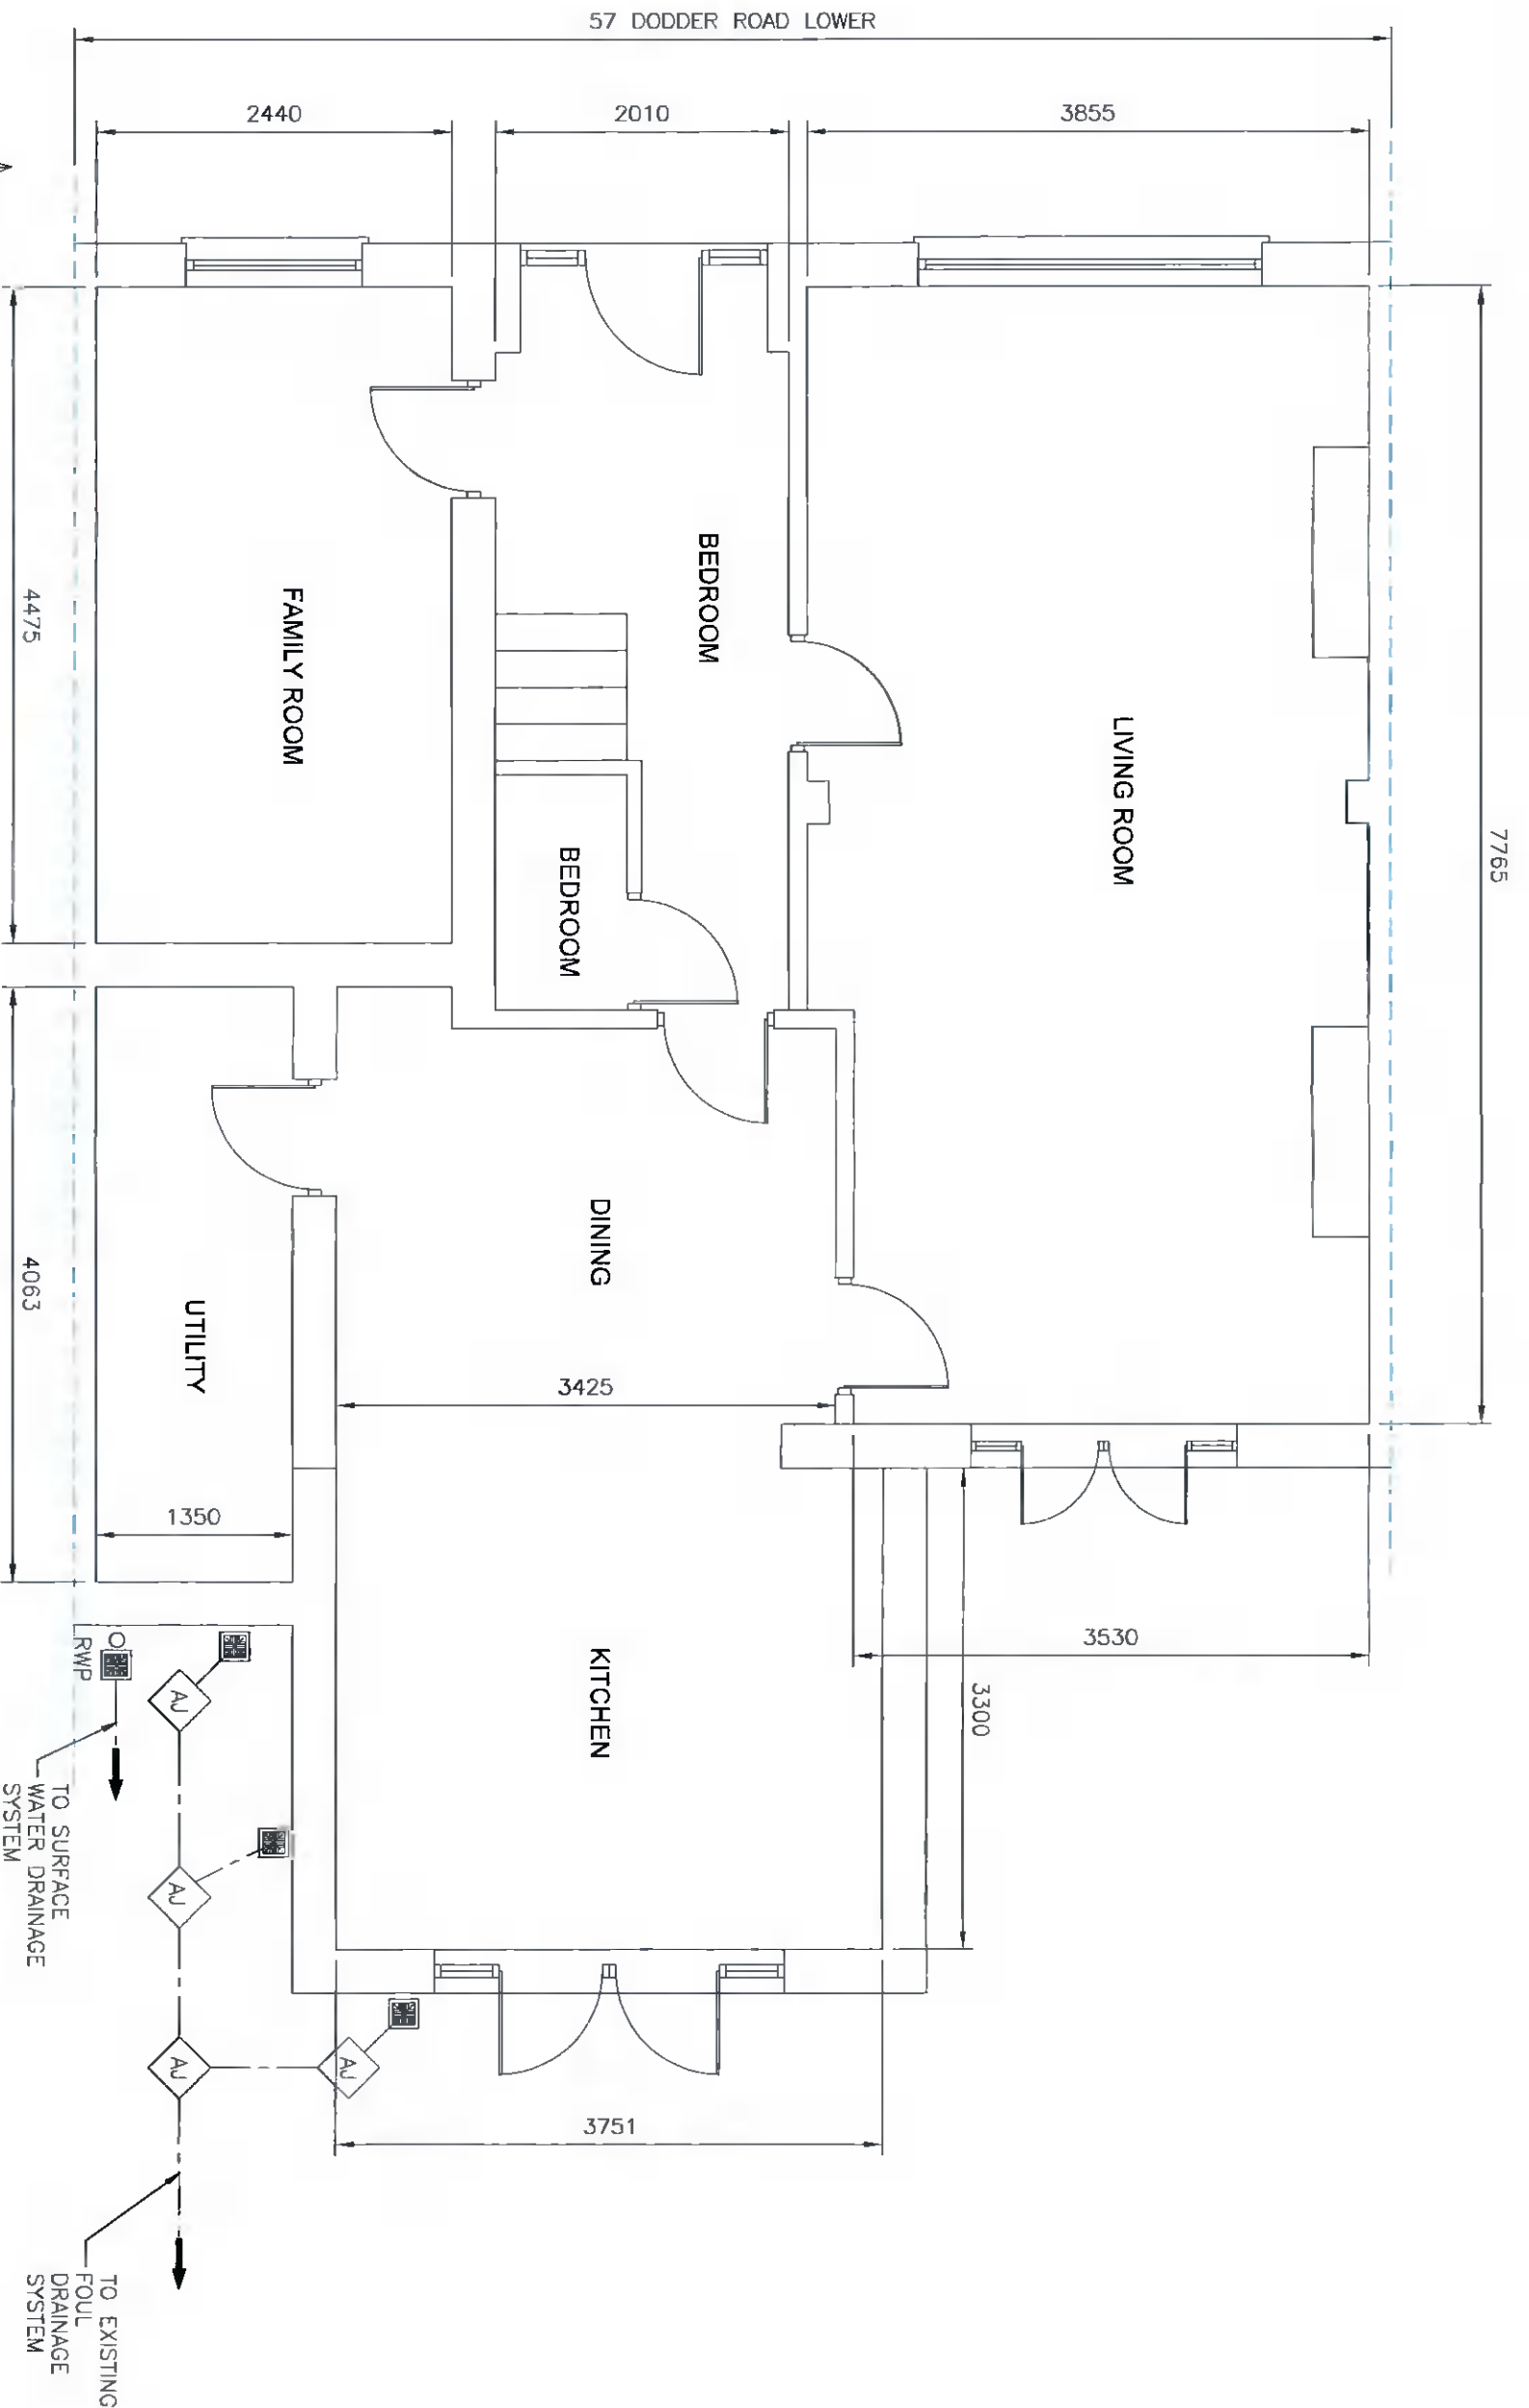 57 DODDER ROAD LOWER
2440
2010
3855
7765
LIVING ROOM
BEDROOM
FAMILY ROOM
4475
BEDROOM
DINING
3425
UTILITY
4063
1350
3530
3300
KITCHEN
RWP
AJ
AJ
AJ
AJ
3751
TO SURFACE
WATER DRAINAGE
SYSTEM
TO EXISTING
FOUL
DRAINAGE
SYSTEM